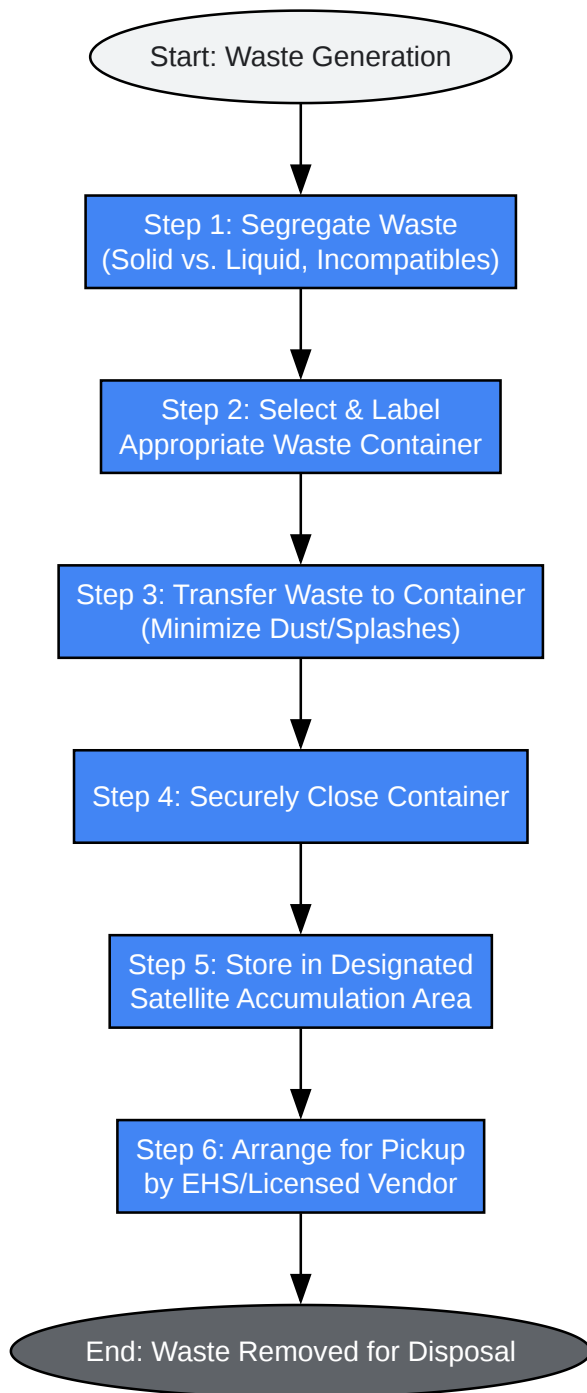 Start: Waste Generation
Step 1: Segregate Waste
(Solid vs. Liquid, Incompatibles)
Step 2: Select & Label
Appropriate Waste Container
Step 3: Transfer Waste to Container
(Minimize Dust/Splashes)
Step 4: Securely Close Container
Step 5: Store in Designated
Satellite Accumulation Area
Step 6: Arrange for Pickup
by EHS/Licensed Vendor
End: Waste Removed for Disposal